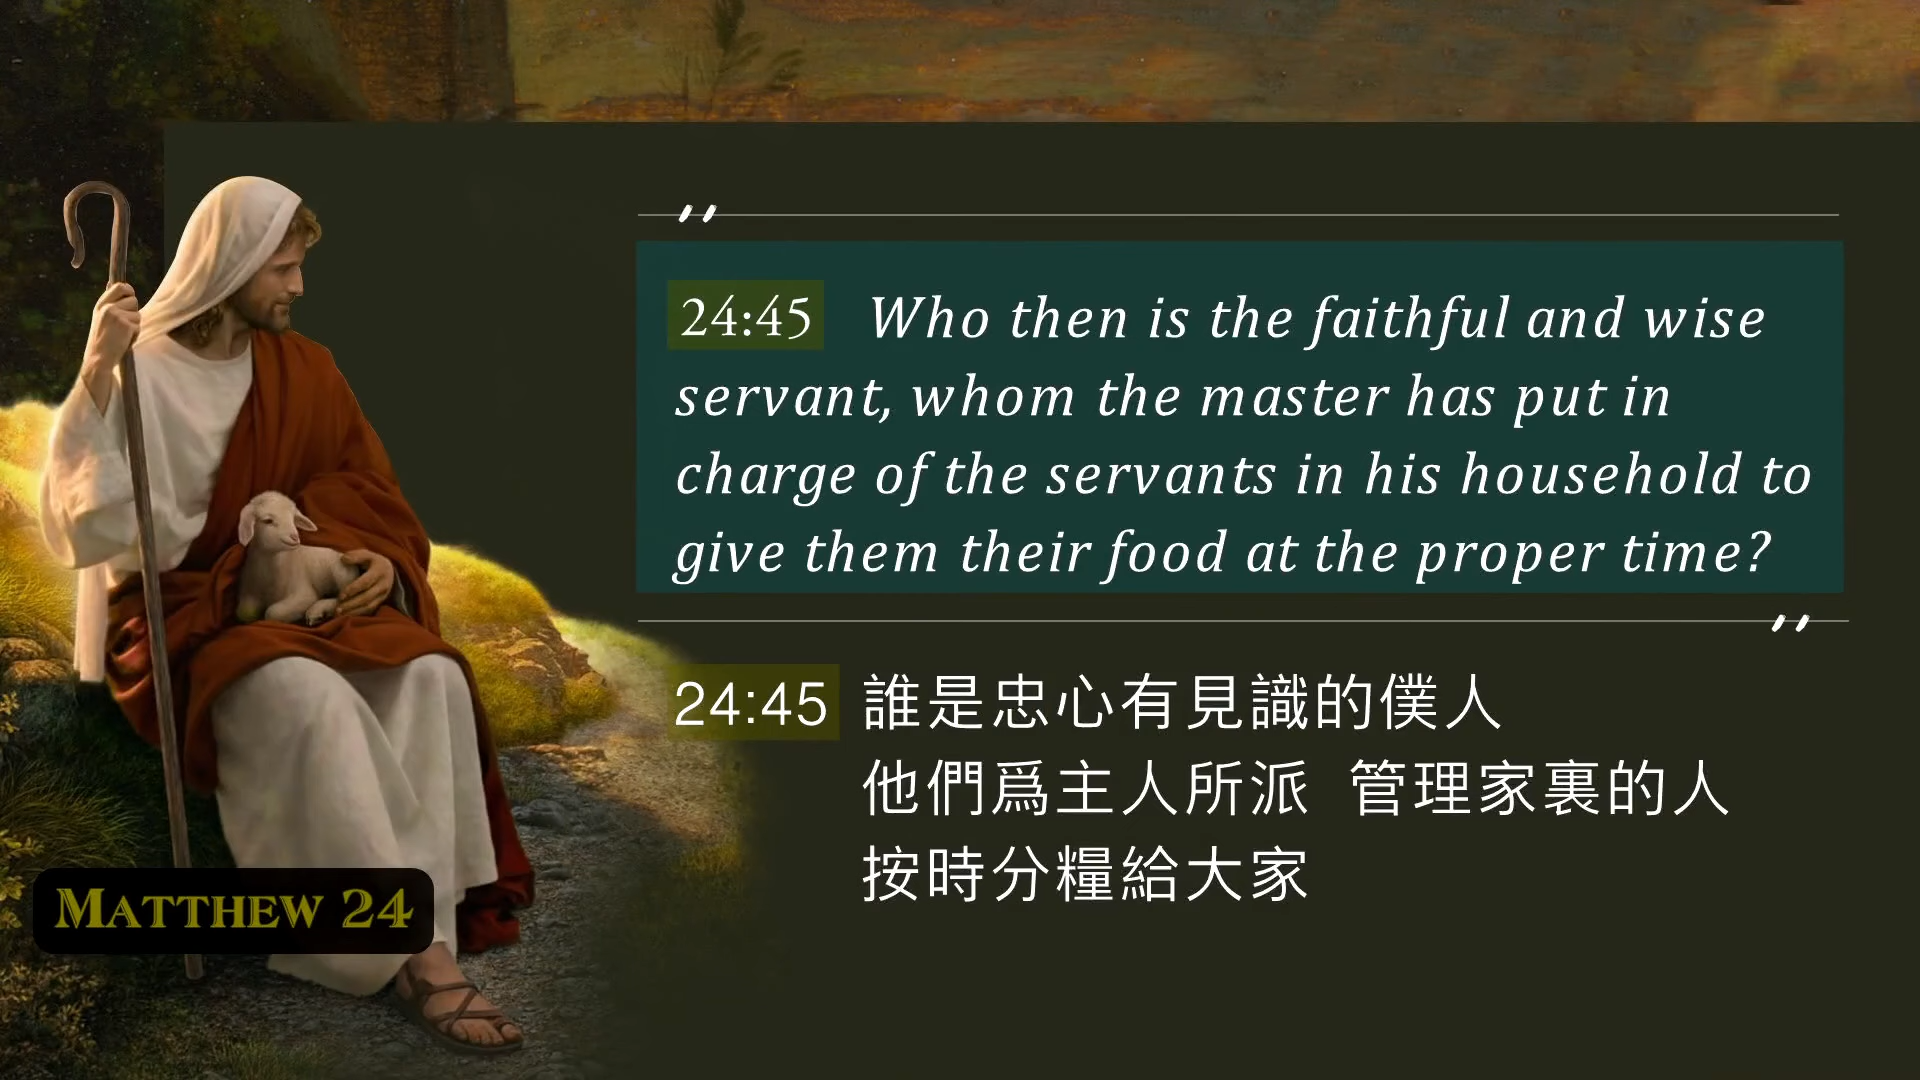 24:45 Who then is the faithful and wise
servant, whom the master has put in
charge of the servants in his household to
give them their food at the proper time?
24:45 誰是忠心有見識的僕人
他們爲主人所派 管理家裏的人
按時分糧給大家
MATTHEW 24